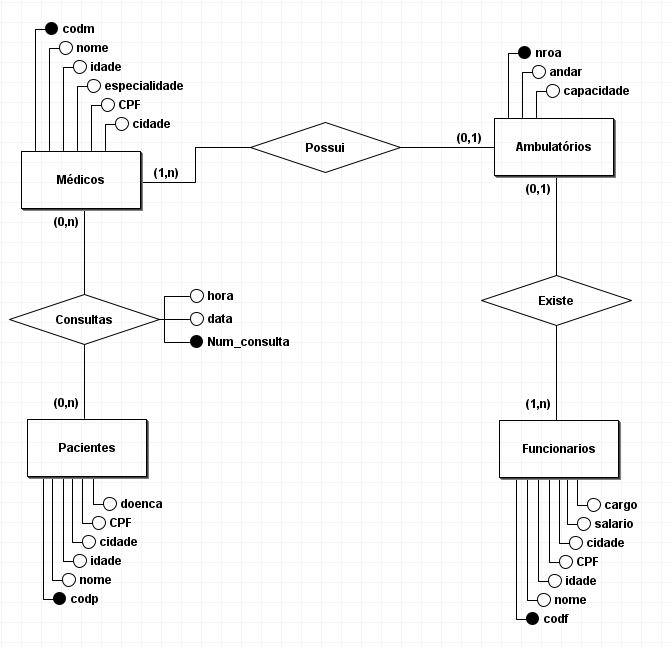 codm
nome
idade
especialidade
CPF
cidade
Médicos
(1,n)
Possui
(0,1)
nroa
andar
capacidade
Ambulatórios
(0,n)
(0,1)
Consultas
hora
data
Num_consulta
Existe
(0,n)
(1,n)
Pacientes
doenca
CPF
cidade
idade
nome
codp
Funcionarios
cargo
salario
cidade
CPF
idade
nome
codf